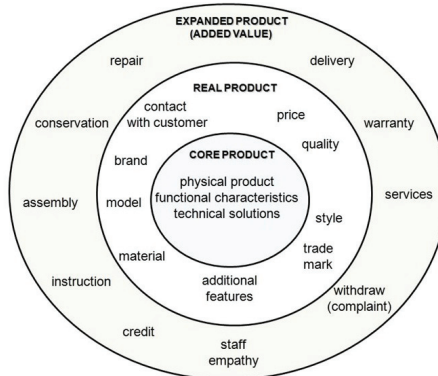 EXPANDED PRODUCT
(ADDED VALUE)
repair
delivery
REAL PRODUCT
contact
with customer
price
conservation
warranty
quality
CORE PRODUCT
brand
physical product
functional characteristics
technical solutions
assembly
model
services
style
trade
mark
material
additional
features
instruction
withdraw
(complaint)
credit
staff
empathy